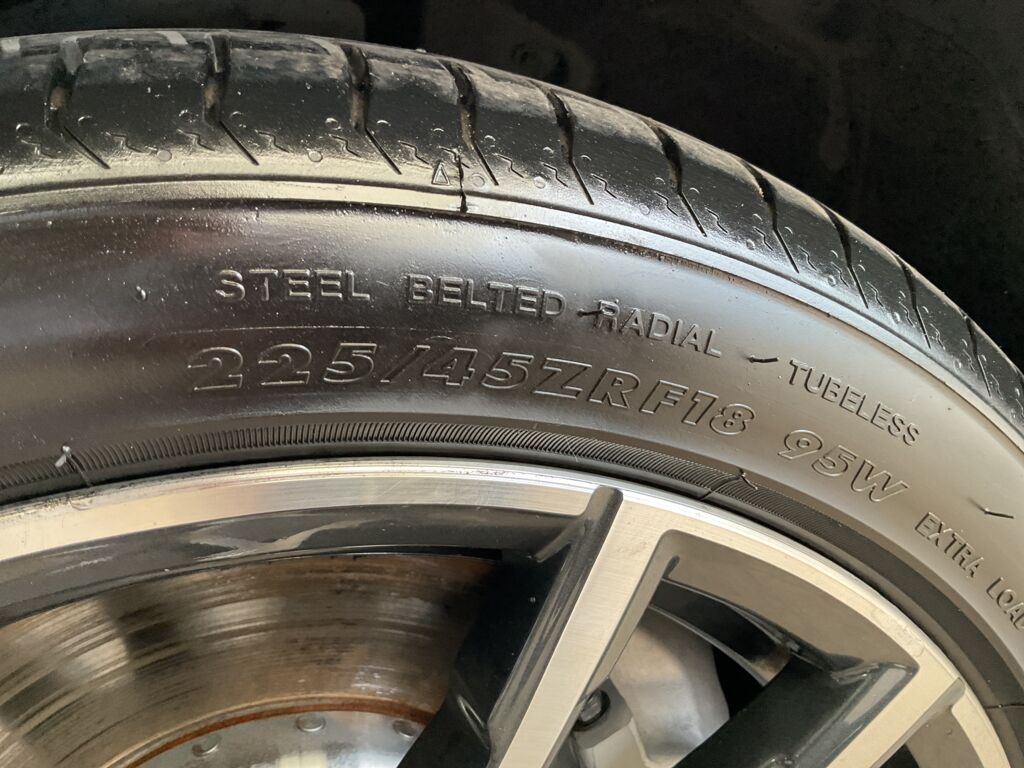 STEEL BELTED RADIAL TUBELESS
225/45ZRF18 95W EXTRA LOAD